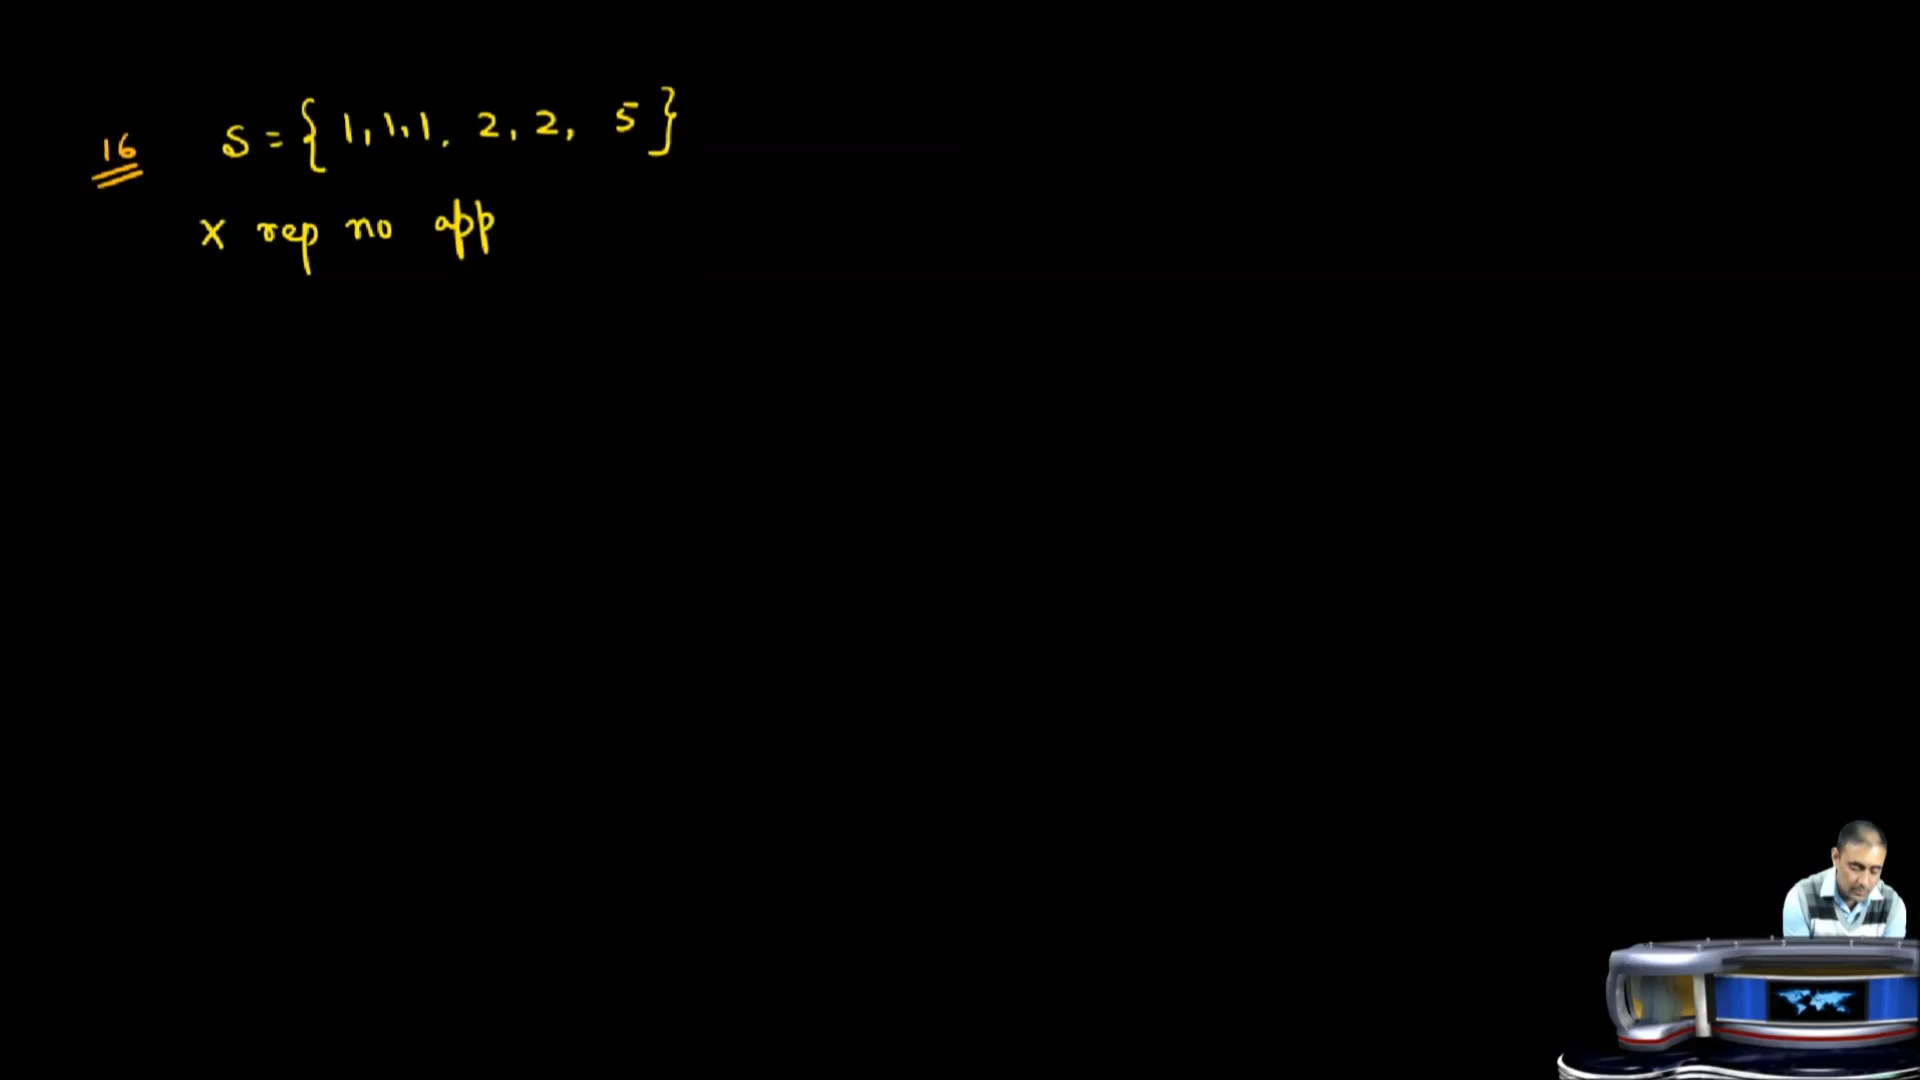 16 S = { 1, 1, 1, 2, 2, 5 }
X rep no app